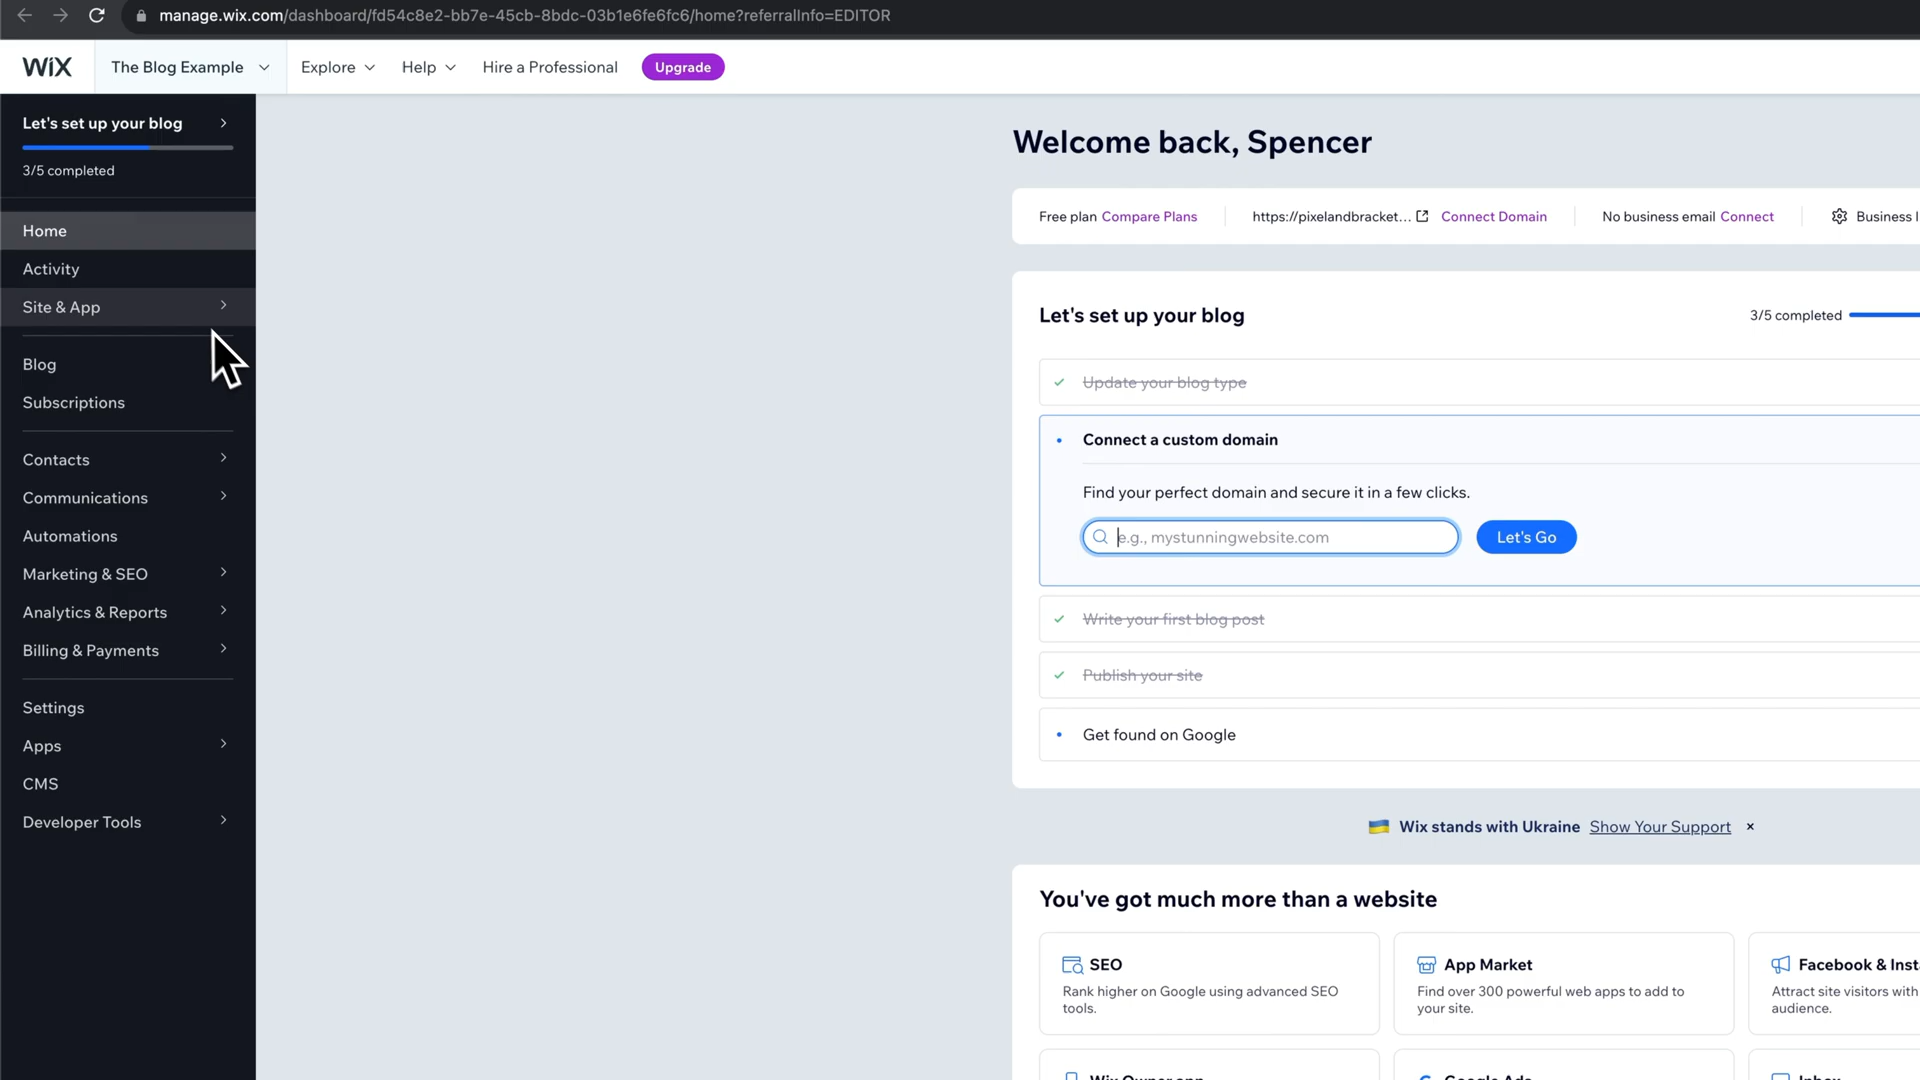 manage.wix.com/dashboard/fd54c8e2-bb7e-45cb-8bdc-03b1e6fe6fc6/home?referralInfo=EDITOR
WiX
The Blog Example
Explore
Help
Hire a Professional
Upgrade
Let's set up your blog
3/5 completed
Home
Activity
Site & App
Blog
Subscriptions
Contacts
Communications
Automations
Marketing & SEO
Analytics & Reports
Billing & Payments
Settings
Apps
CMS
Developer Tools
Welcome back, Spencer
Free plan Compare Plans
https://pixelandbracket... Connect Domain
No business email Connect
Business I
Let's set up your blog
3/5 completed
Update your blog type
Connect a custom domain
Find your perfect domain and secure it in a few clicks.
e.g., mystunningwebsite.com
Let's Go
Write your first blog post
Publish your site
Get found on Google
Wix stands with Ukraine Show Your Support
You've got much more than a website
SEO
Rank higher on Google using advanced SEO
tools.
App Market
Find over 300 powerful web apps to add to
your site.
Facebook & Insta
Attract site visitors with
audience.
Wix Owner app
Google Ads
Inbox